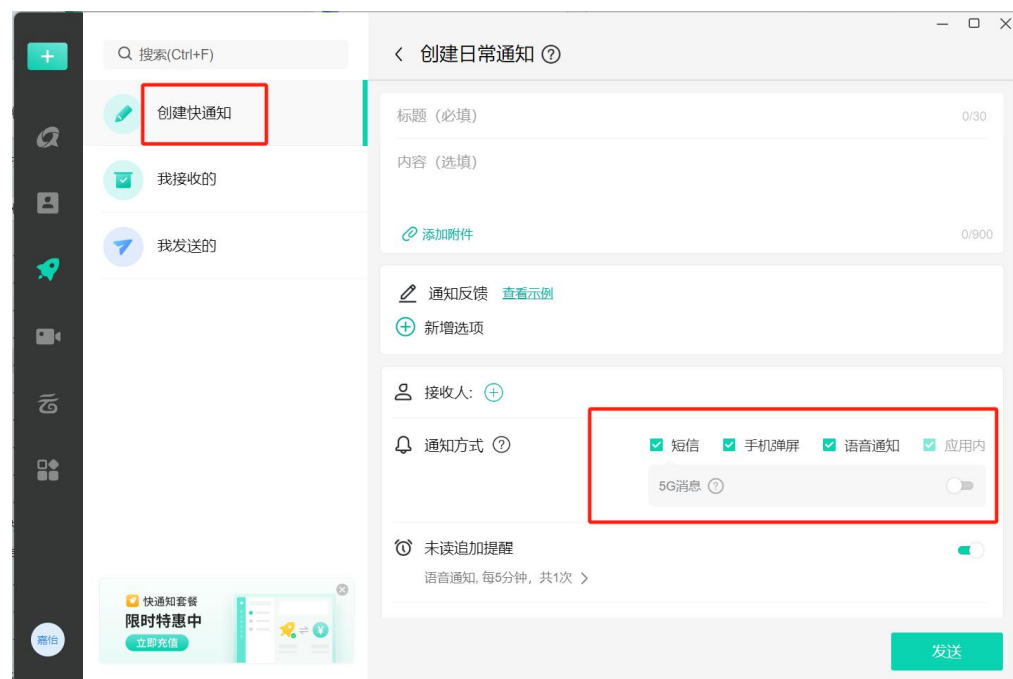 搜索(Ctrl+F)
创建快通知
我接收的
我发送的
快通知套餐
限时特惠中
立即充值
云
嘉怡
创建日常通知
标题（必填）
0/30
内容（选填）
添加附件
0/900
通知反馈 查看示例
新增选项
接收人:
通知方式
短信 手机弹屏 语音通知 应用内
5G消息
未读追加提醒
语音通知, 每5分钟，共1次
发送